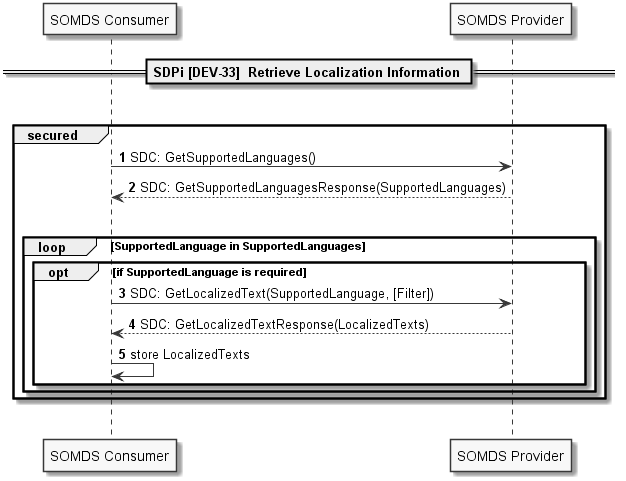 SOMDS Consumer SOMDS Provider
SDPi [DEV-33]  Retrieve Localization Information
secured
1 SDC: GetSupportedLanguages()
2 SDC: GetSupportedLanguagesResponse(SupportedLanguages)
loop [SupportedLanguage in SupportedLanguages]
opt [if SupportedLanguage is required]
3 SDC: GetLocalizedText(SupportedLanguage, [Filter])
4 SDC: GetLocalizedTextResponse(LocalizedTexts)
5 store LocalizedTexts
SOMDS Consumer SOMDS Provider